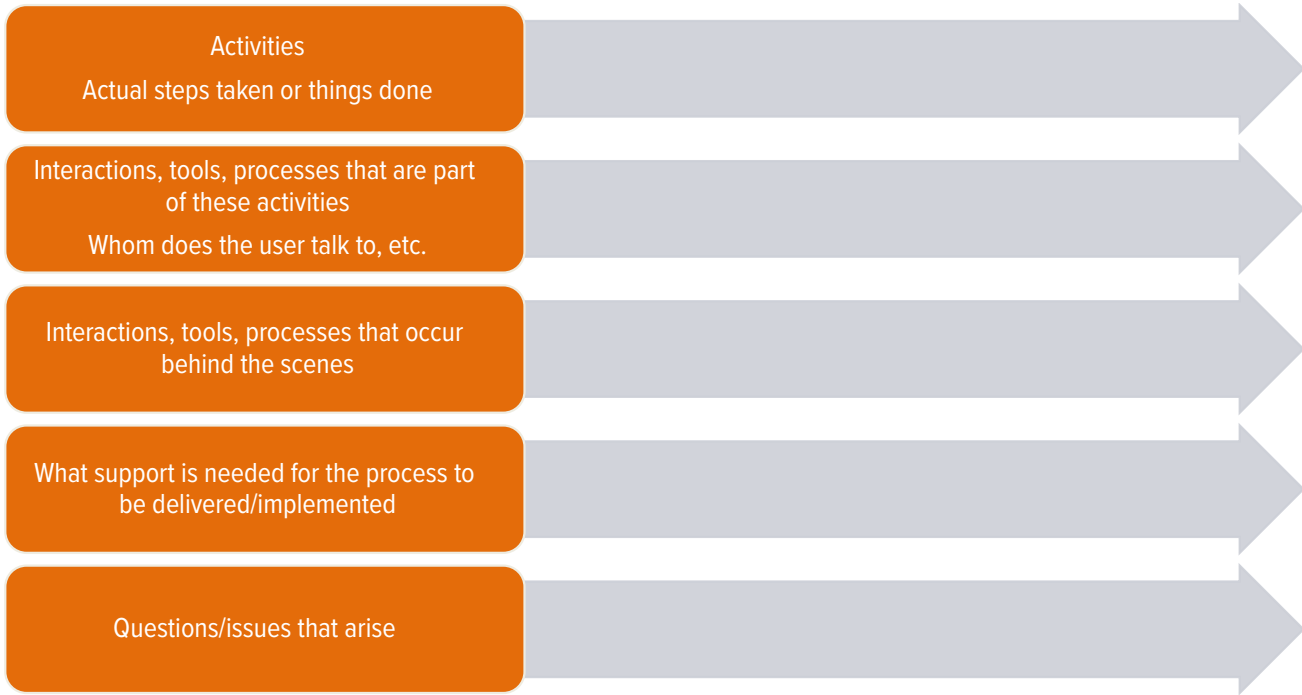 Activities
Actual steps taken or things done
Interactions, tools, processes that are part
of these activities
Whom does the user talk to, etc.
Interactions, tools, processes that occur
behind the scenes
What support is needed for the process to
be delivered/implemented
Questions/issues that arise